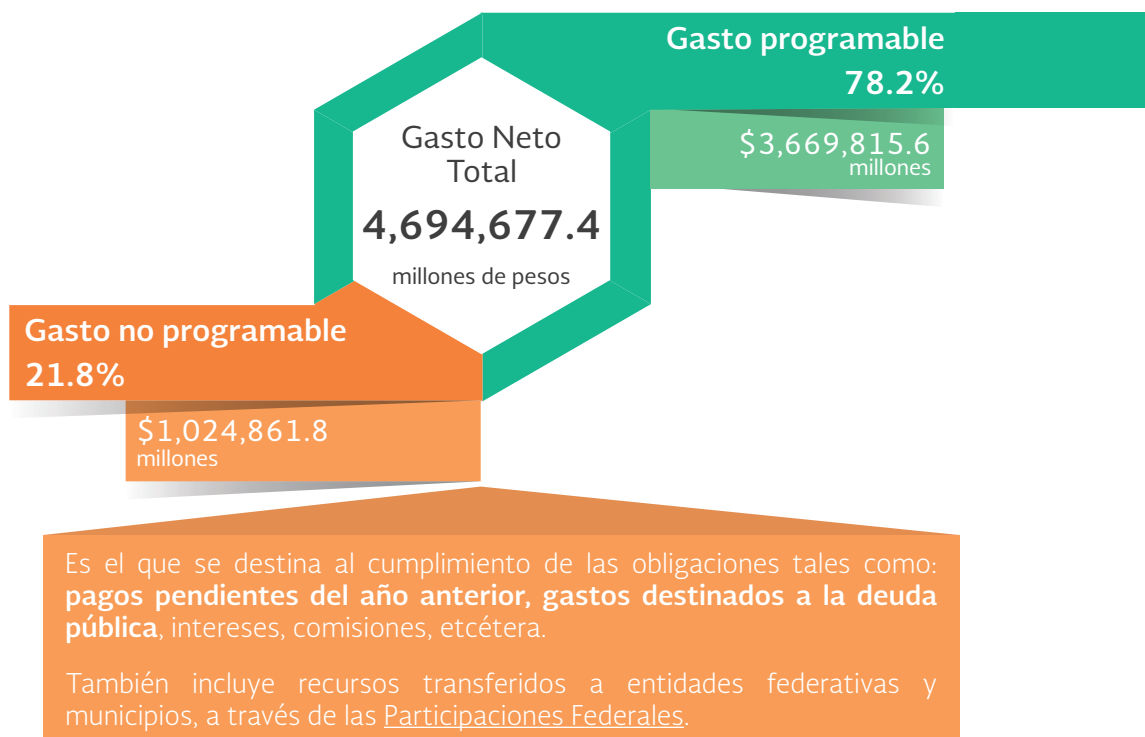 Gasto programable
78.2%
$3,669,815.6
millones
Gasto Neto
Total
4,694,677.4
millones de pesos
Gasto no programable
21.8%
$1,024,861.8
millones
Es el que se destina al cumplimiento de las obligaciones tales como:
pagos pendientes del año anterior, gastos destinados a la deuda
pública, intereses, comisiones, etcétera.
También incluye recursos transferidos a entidades federativas y
municipios, a través de las Participaciones Federales.